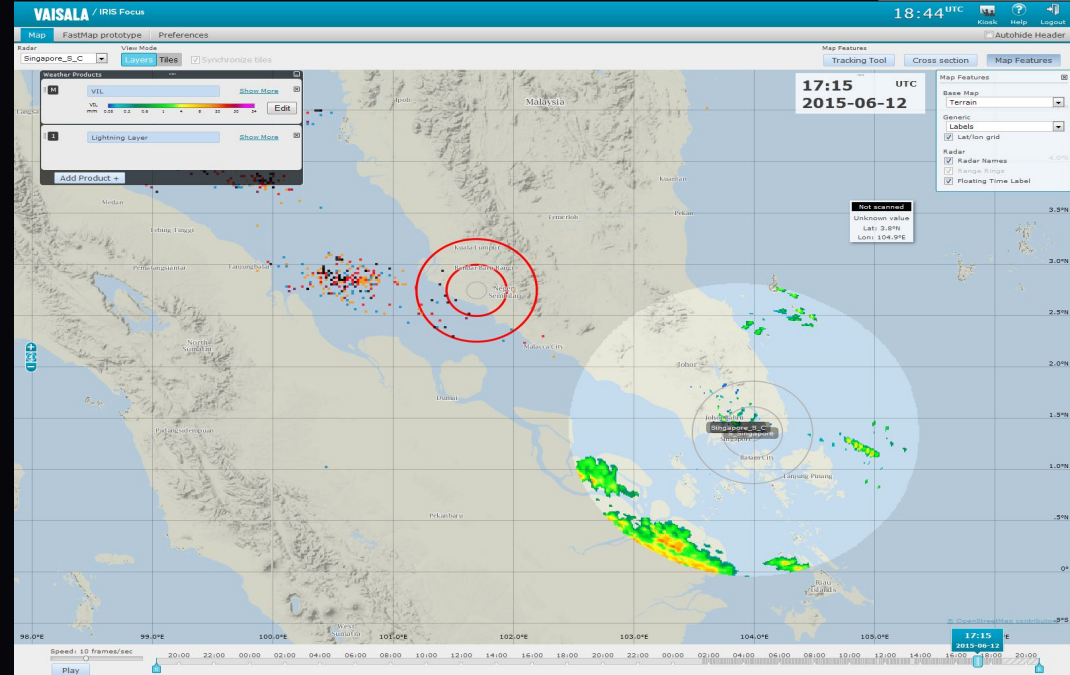 VAISALA / IRIS Focus
18:44 UTC
Kiosk Help Logout
Map FastMap prototype Preferences
Autohide Header
Radar
Singapore_S_C
View Mode
Layers Tiles
Synchronize tiles
Map Features
Tracking Tool Cross section Map Features
Weather Products
M VIL Show More
VIL
mm
Edit
1 Lightning Layer Show More
Add Product +
17:15 UTC
2015-06-12
Map Features
Base Map
Terrain
Generic
Labels
Lat/lon grid
Radar
Radar Names
Range Rings
Floating Time Label
Not scanned
Unknown value
Lat: 3.8°N
Lon: 104.9°E
Ipoh
Malaysia
Kuantan
Medan
Temerloh
Pekan
3.5°N
Tebing Tinggi
Kuala Lumpur
Pematangsiantar
3.0°N
Negeri
Sembilan
2.5°N
North
Sumatra
Malacca City
Johor
2.0°N
Dumai
1.5°N
Singapore_S_C
Singapore
Padangsidempuan
Batam City
1.0°N
Tanjung Pinang
Pekanbaru
.5°N
0°
Riau
Islands
West
Sumatra
98.0°E 99.0°E 100.0°E 101.0°E 102.0°E 103.0°E 104.0°E 105.0°E
© OpenStreetMap contributors
17:15
2015-06-12
Speed: 10 frames/sec
Play
20:00 22:00 00:00 02:00 04:00 06:00 08:00 10:00 12:00 14:00 16:00 18:00 20:00 22:00 00:00 02:00 04:00 06:00 08:00 10:00 12:00 14:00 16:00 18:00 20:00